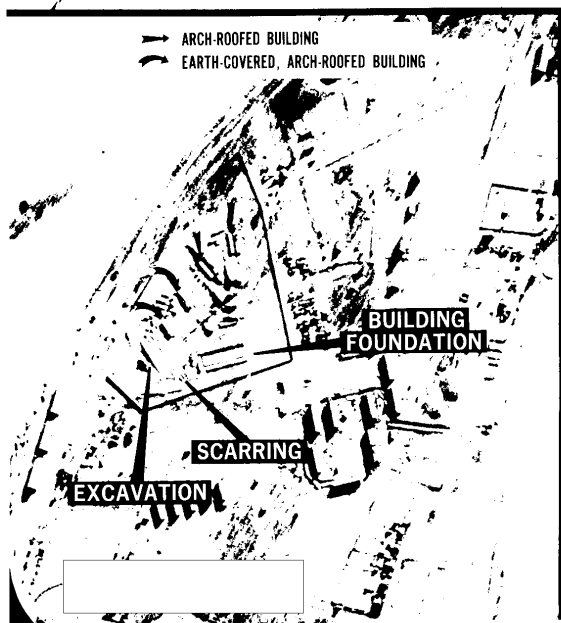 ARCH-ROOFED BUILDING
EARTH-COVERED, ARCH-ROOFED BUILDING
BUILDING
FOUNDATION
SCARRING
EXCAVATION